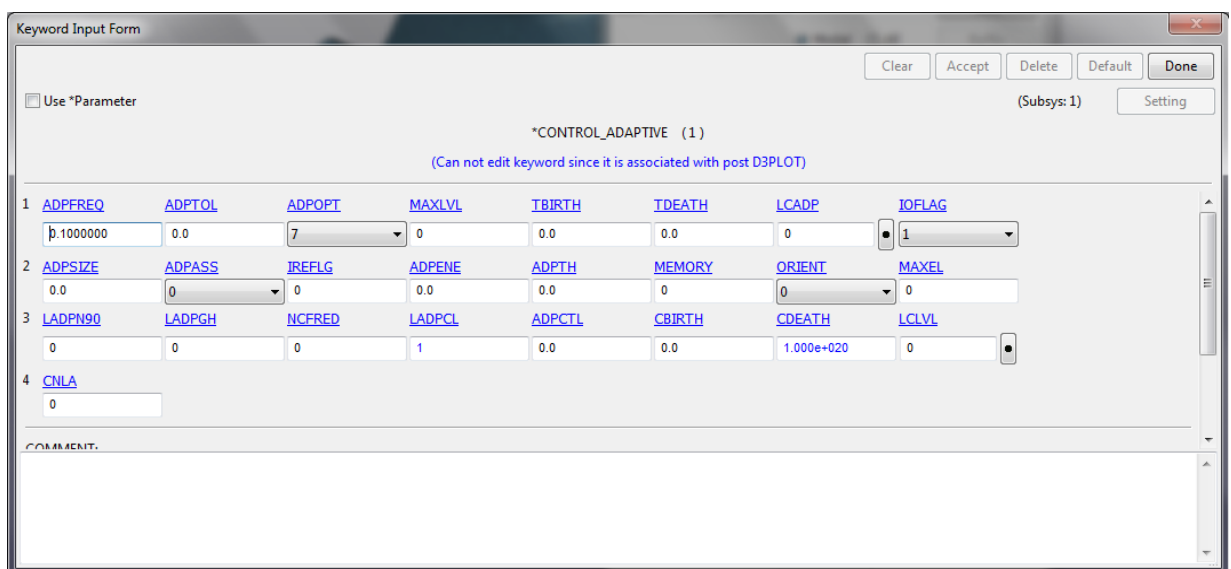 Keyword Input Form
Clear Accept Delete Default Done
Use *Parameter (Subsys: 1) Setting
*CONTROL_ADAPTIVE (1)
(Can not edit keyword since it is associated with post D3PLOT)
1 ADPFREQ ADPTOL ADPOPT MAXLVL TBIRTH TDEATH LCADP IOFLAG
0.1000000 0.0 7 0 0.0 0.0 0 1
2 ADPSIZE ADPASS IREFLG ADPENE ADPTH MEMORY ORIENT MAXEL
0.0 0 0 0.0 0.0 0 0 0
3 LADPN90 LADPGH NCFRED LADPCL ADPCTL CBIRTH CDEATH LCLVL
0 0 0 1 0.0 0.0 1.000e+020 0
4 CNLA
0
COMMENT: